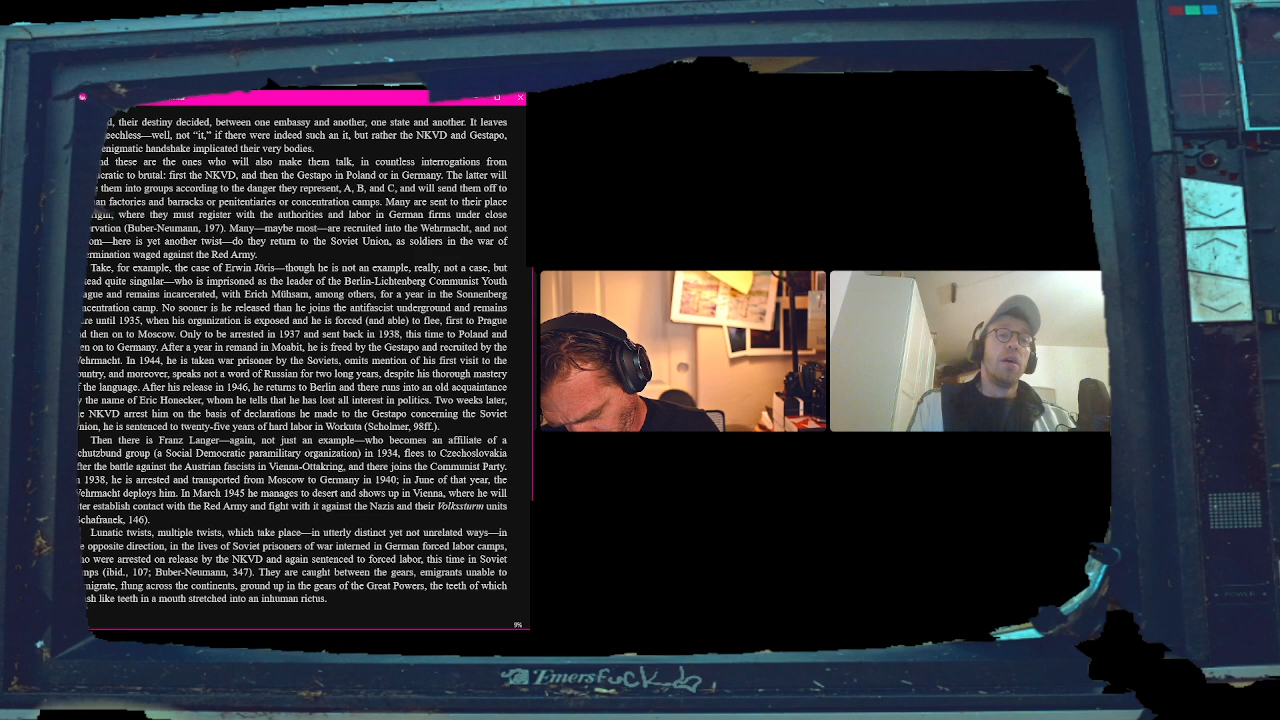 their destiny decided, between one embassy and another, one state and another. It leaves
well, not “it,” if there were indeed such an it, but rather the NKVD and Gestapo,
enigmatic handshake implicated their very bodies.
these are the ones who will also make them talk, in countless interrogations from
to brutal: first the NKVD, and then the Gestapo in Poland or in Germany. The latter will
them into groups according to the danger they represent, A, B, and C, and will send them off to
factories and barracks or penitentiaries or concentration camps. Many are sent to their place
where they must register with the authorities and labor in German firms under close
(Buber-Neumann, 197). Many—maybe most—are recruited into the Wehrmacht, and not
here is yet another twist—do they return to the Soviet Union, as soldiers in the war of
waged against the Red Army.
Take, for example, the case of Erwin Jöris—though he is not an example, really, not a case, but
quite singular—who is imprisoned as the leader of the Berlin-Lichtenberg Communist Youth
and remains incarcerated, with Erich Mühsam, among others, for a year in the Sonnenberg
camp. No sooner is he released than he joins the antifascist underground and remains
until 1935, when his organization is exposed and he is forced (and able) to flee, first to Prague
then on to Moscow. Only to be arrested in 1937 and sent back in 1938, this time to Poland and
on to Germany. After a year in remand in Moabit, he is freed by the Gestapo and recruited by the
ehrmacht. In 1944, he is taken war prisoner by the Soviets, omits mention of his first visit to the
ountry, and moreover, speaks not a word of Russian for two long years, despite his thorough mastery
f the language. After his release in 1946, he returns to Berlin and there runs into an old acquaintance
the name of Eric Honecker, whom he tells that he has lost all interest in politics. Two weeks later,
NKVD arrest him on the basis of declarations he made to the Gestapo concerning the Soviet
nion, he is sentenced to twenty-five years of hard labor in Workuta (Scholmer, 98ff.).
Then there is Franz Langer—again, not just an example—who becomes an affiliate of a
chutzbund group (a Social Democratic paramilitary organization) in 1934, flees to Czechoslovakia
fter the battle against the Austrian fascists in Vienna-Ottakring, and there joins the Communist Party.
1938, he is arrested and transported from Moscow to Germany in 1940; in June of that year, the
ehrmacht deploys him. In March 1945 he manages to desert and shows up in Vienna, where he will
ter establish contact with the Red Army and fight with it against the Nazis and their Volkssturm units
Schafranek, 146).
Lunatic twists, multiple twists, which take place—in utterly distinct yet not unrelated ways—in
opposite direction, in the lives of Soviet prisoners of war interned in German forced labor camps,
ho were arrested on release by the NKVD and again sentenced to forced labor, this time in Soviet
mps (ibid., 107; Buber-Neumann, 347). They are caught between the gears, emigrants unable to
migrate, flung across the continents, ground up in the gears of the Great Powers, the teeth of which
sh like teeth in a mouth stretched into an inhuman rictus.
9%
Emersfuck
POWER